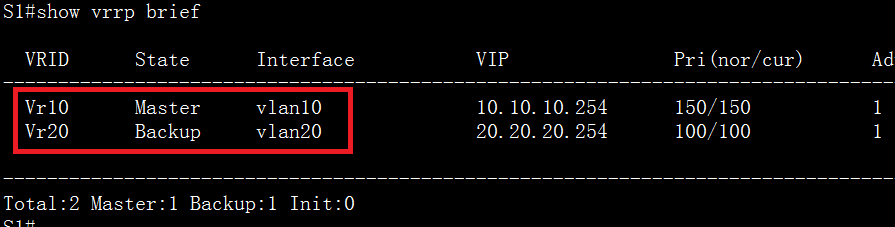 S1#show vrrp brief
VRID State Interface VIP Pri(nor/cur) Ad
Vr10 Master vlan10 10.10.10.254 150/150 1
Vr20 Backup vlan20 20.20.20.254 100/100 1
Total:2 Master:1 Backup:1 Init:0
S1#